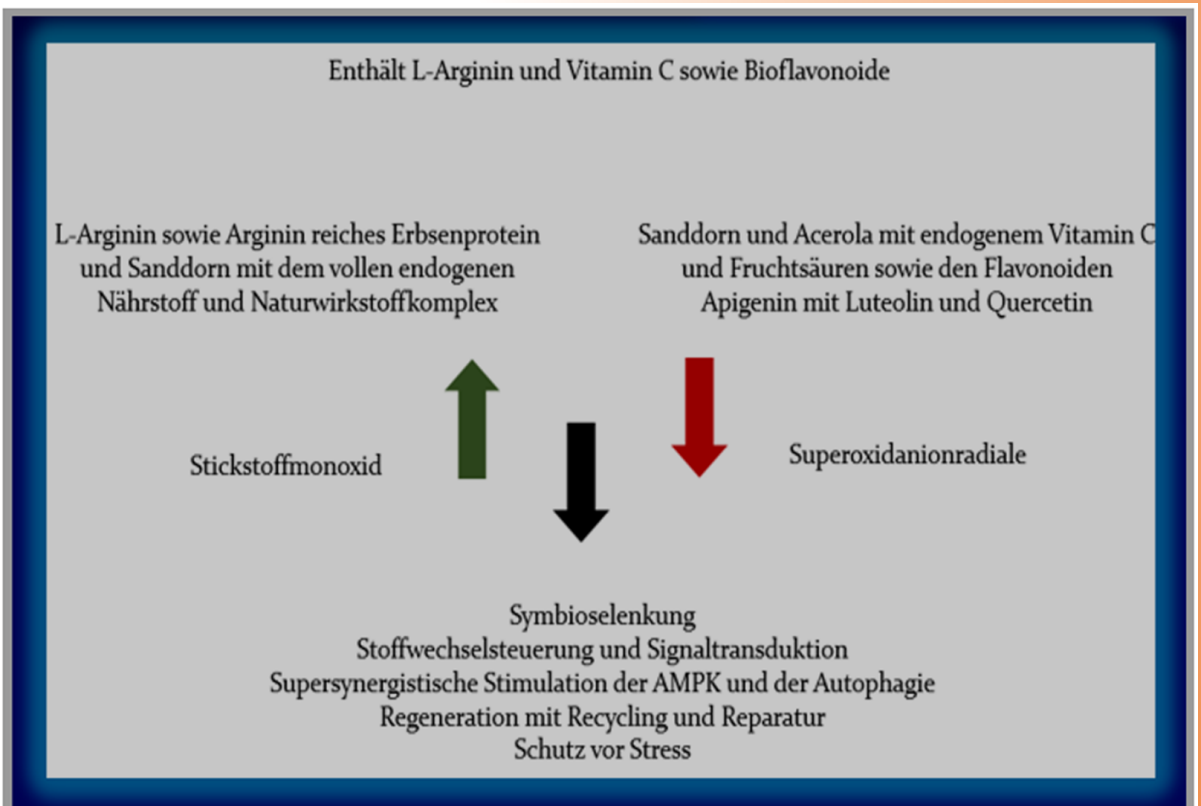 Enthält L-Arginin und Vitamin C sowie Bioflavonoide
L-Arginin sowie Arginin reiches Erbsenprotein
und Sanddorn mit dem vollen endogenen
Nährstoff und Naturwirkstoffkomplex
Sanddorn und Acerola mit endogenem Vitamin C
und Fruchtsäuren sowie den Flavonoiden
Apigenin mit Luteolin und Quercetin
Stickstoffmonoxid
Superoxidanionradiale
Symbioselenkung
Stoffwechselsteuerung und Signaltransduktion
Supersynergistische Stimulation der AMPK und der Autophagie
Regeneration mit Recycling und Reparatur
Schutz vor Stress